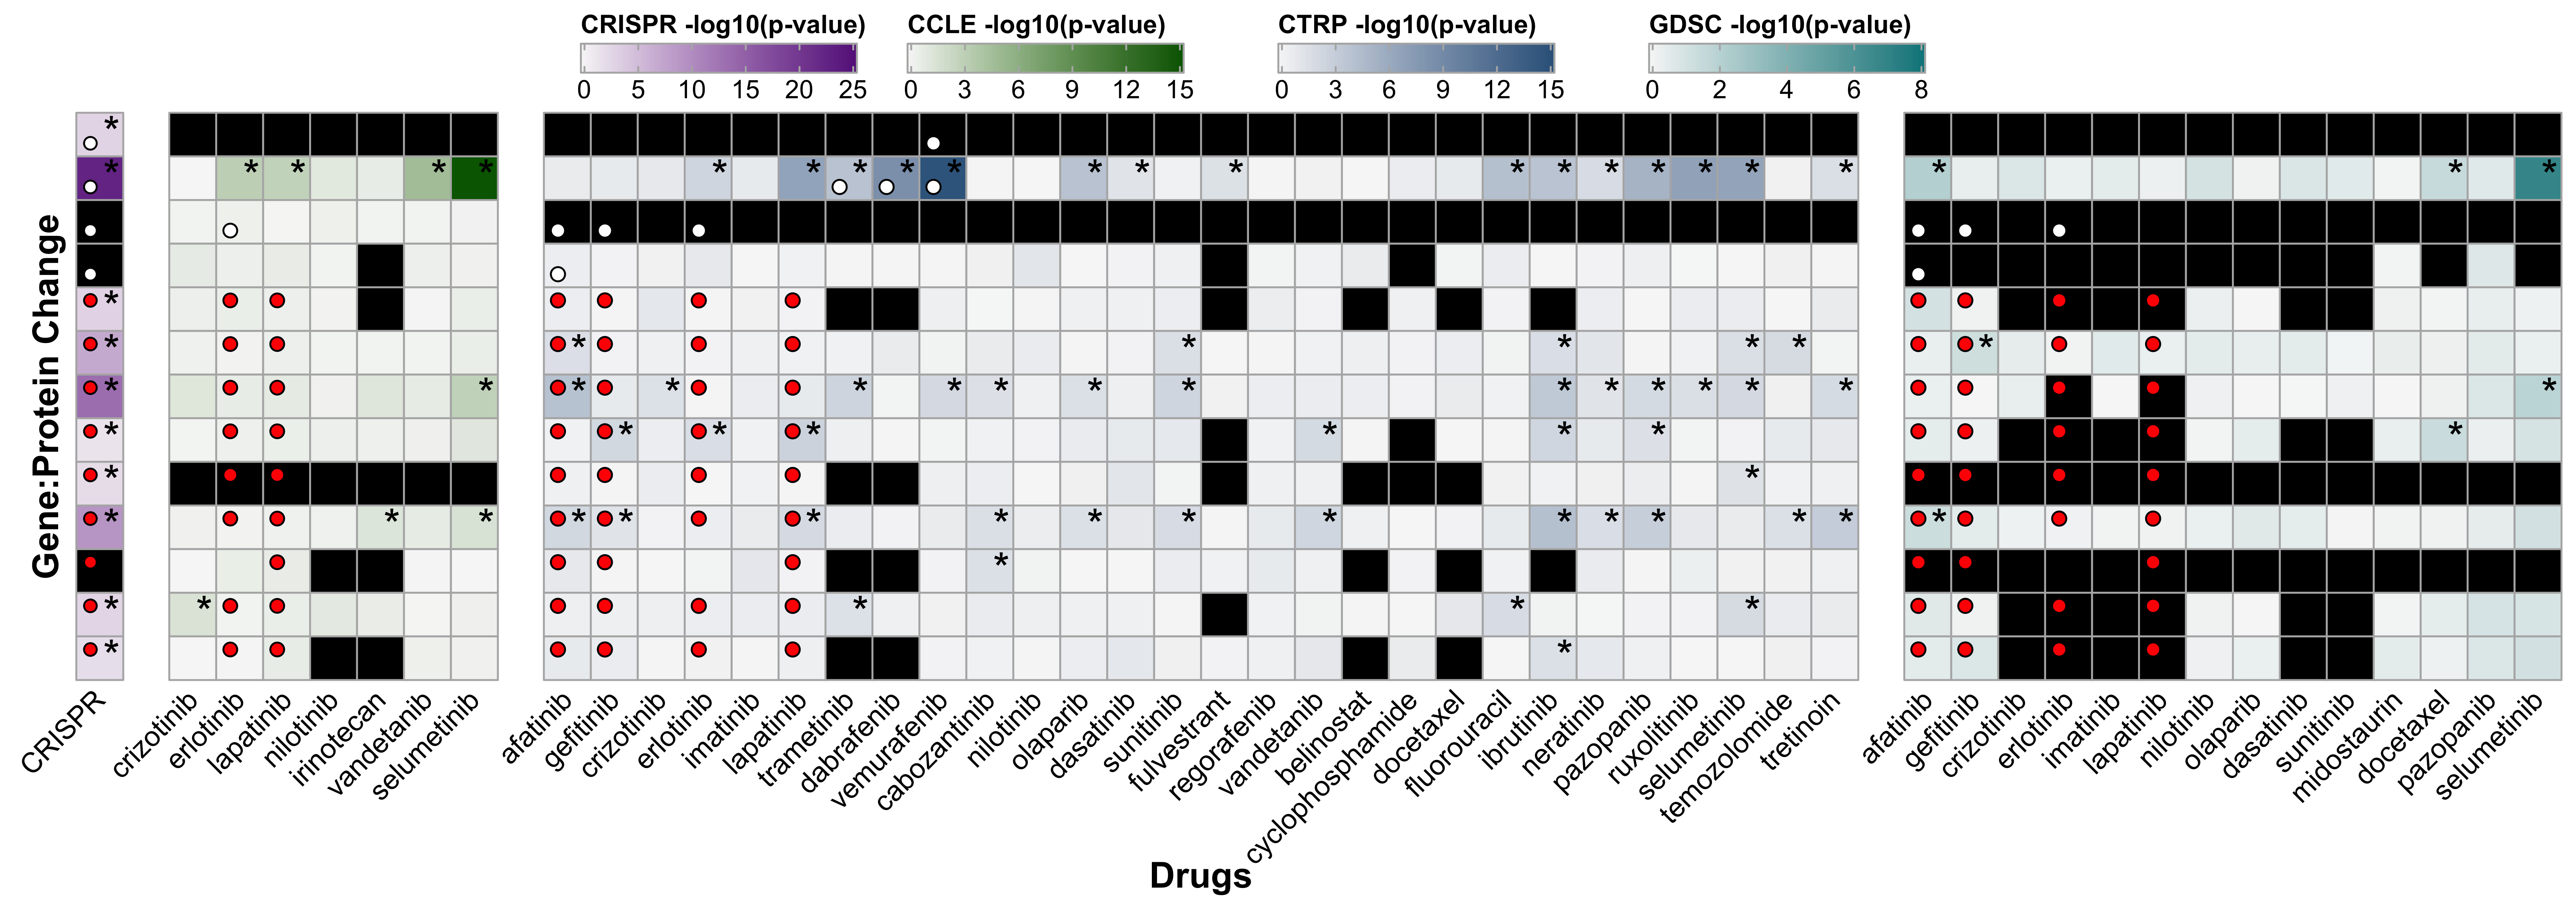 CRISPR -log10(p-value) CCLE -log10(p-value) CTRP -log10(p-value) GDSC -log10(p-value)
0 5 10 15 20 25 0 3 6 9 12 15 0 3 6 9 12 15 0 2 4 6 8
Gene:Protein Change
CRISPR
crizotinib
erlotinib
lapatinib
nilotinib
irinotecan
vandetanib
selumetinib
afatinib
gefitinib
crizotinib
erlotinib
imatinib
lapatinib
trametinib
dabrafenib
vemurafenib
cabozantinib
nilotinib
olaparib
dasatinib
sunitinib
fulvestrant
regorafenib
vandetanib
belinostat
cyclophosphamide
docetaxel
fluorouracil
ibrutinib
neratinib
pazopanib
ruxolitinib
selumetinib
temozolomide
tretinoin
afatinib
gefitinib
crizotinib
erlotinib
imatinib
lapatinib
nilotinib
olaparib
dasatinib
sunitinib
midostaurin
docetaxel
pazopanib
selumetinib
Drugs